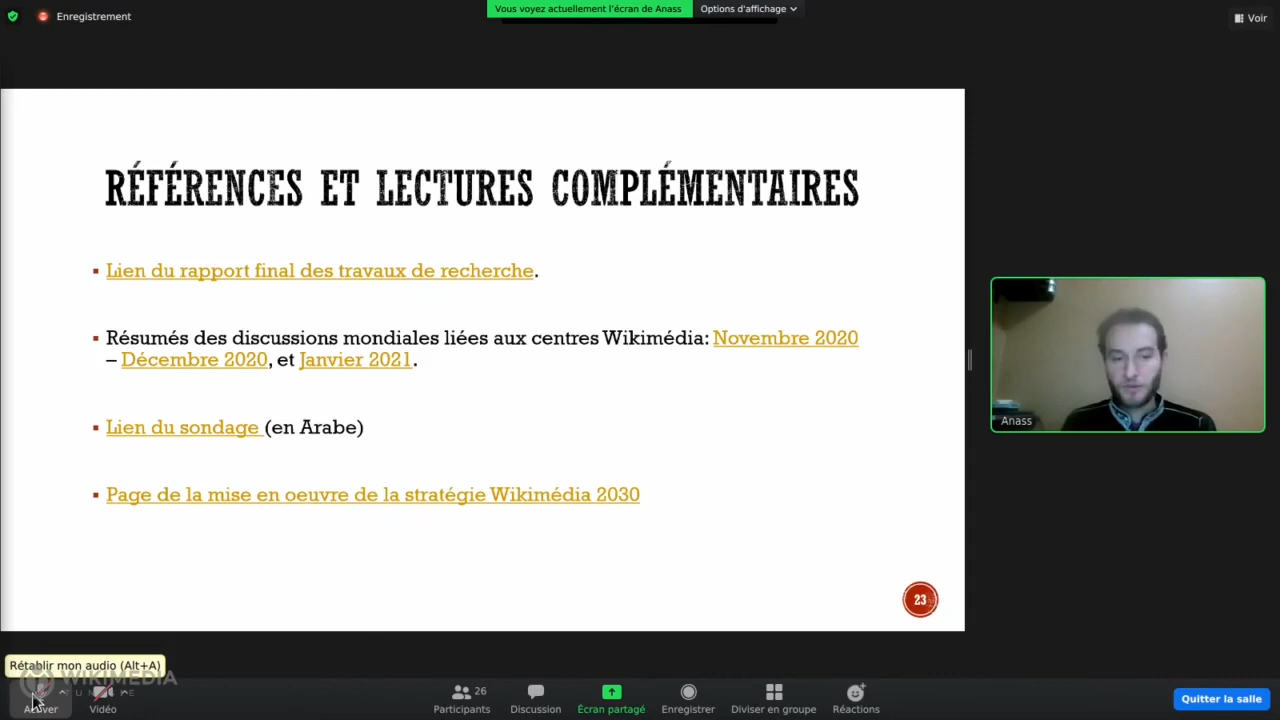 Enregistrement
Vous voyez actuellement l'écran de Anass
Options d'affichage
Voir
RÉFÉRENCES ET LECTURES COMPLÉMENTAIRES
▪ Lien du rapport final des travaux de recherche.
▪ Résumés des discussions mondiales liées aux centres Wikimédia: Novembre 2020
– Décembre 2020, et Janvier 2021.
▪ Lien du sondage (en Arabe)
▪ Page de la mise en oeuvre de la stratégie Wikimédia 2030
23
Anass
Rétablir mon audio (Alt+A)
WIKIMEDIA
Vidéo
26
Participants
Discussion
Écran partagé
Enregistrer
Diviser en groupe
Réactions
Quitter la salle